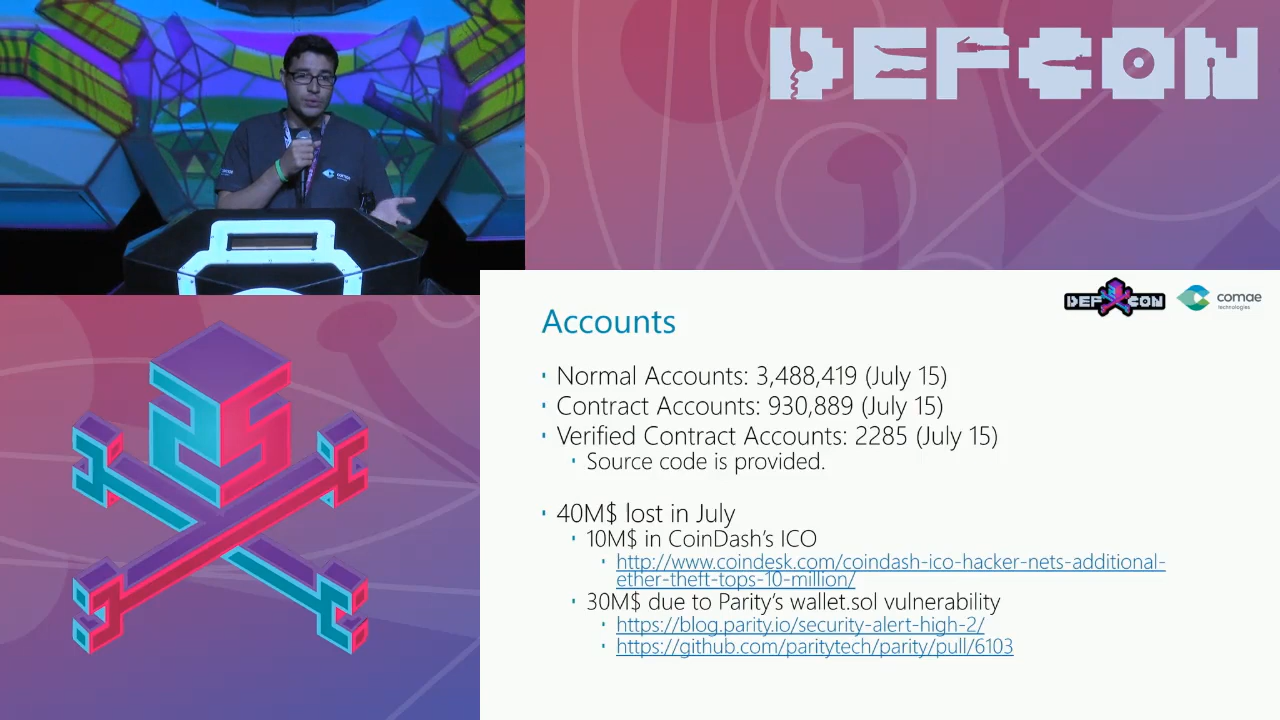 DEFCON
comae
DEF CON
comae
technologies
Accounts
Normal Accounts: 3,488,419 (July 15)
Contract Accounts: 930,889 (July 15)
Verified Contract Accounts: 2285 (July 15)
Source code is provided.
40M$ lost in July
10M$ in CoinDash's ICO
http://www.coindesk.com/coindash-ico-hacker-nets-additional-
ether-theft-tops-10-million/
30M$ due to Parity's wallet.sol vulnerability
https://blog.parity.io/security-alert-high-2/
https://github.com/paritytech/parity/pull/6103